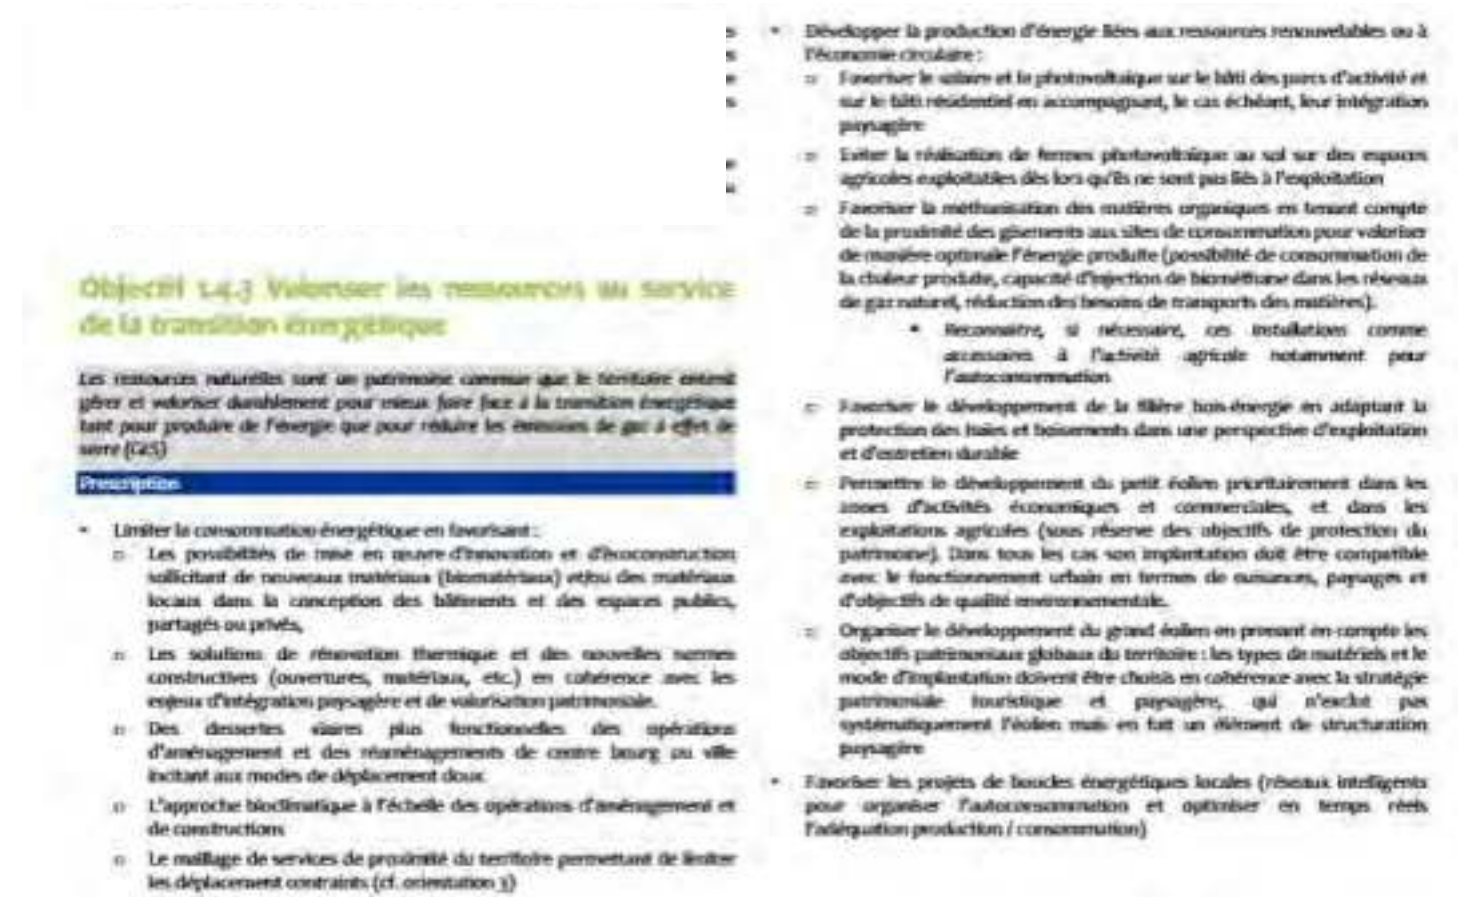 Objectif 1.4.3 Valoriser les ressources au service
de la transition énergétique
Les ressources naturelles sont un patrimoine commun que le territoire entend
gérer et valoriser durablement pour mieux faire face à la transition énergétique
tant pour produire de l'énergie que pour réduire les émissions de gaz à effet de
serre (GES)
Prescription
• Limiter la consommation énergétique en favorisant :
□ Les possibilités de mise en œuvre d'innovation et d'écoconstruction
sollicitant de nouveaux matériaux (biomatériaux) et/ou des matériaux
locaux dans la conception des bâtiments et des espaces publics,
partagés ou privés,
□ Les solutions de rénovation thermique et des nouvelles normes
constructives (ouvertures, matériaux, etc.) en cohérence avec les
enjeux d'intégration paysagère et de valorisation patrimoniale.
□ Des dessertes viaires plus fonctionnelles des opérations
d'aménagement et des réaménagements de centre bourg ou ville
incitant aux modes de déplacement doux
□ L'approche bioclimatique à l'échelle des opérations d'aménagement et
de constructions
□ Le maillage de services de proximité du territoire permettant de limiter
les déplacement contraints (cf. orientation 3)
• Développer la production d'énergie liées aux ressources renouvelables ou à
l'économie circulaire :
□ Favoriser le solaire et le photovoltaïque sur le bâti des parcs d'activité et
sur le bâti résidentiel en accompagnant, le cas échéant, leur intégration
paysagère
□ Eviter la réalisation de fermes photovoltaïque au sol sur des espaces
agricoles exploitables dès lors qu'ils ne sont pas liés à l'exploitation
□ Favoriser la méthanisation des matières organiques en tenant compte
de la proximité des gisements aux sites de consommation pour valoriser
de manière optimale l'énergie produite (possibilité de consommation de
la chaleur produite, capacité d'injection de biométhane dans les réseaux
de gaz naturel, réduction des besoins de transports des matières).
• Reconnaître, si nécessaire, ces installations comme
accessoires à l'activité agricole notamment pour
l'autoconsommation
□ Favoriser le développement de la filière bois-énergie en adaptant la
protection des haies et boisements dans une perspective d'exploitation
et d'entretien durable
□ Permettre le développement du petit éolien prioritairement dans les
zones d'activités économiques et commerciales, et dans les
exploitations agricoles (sous réserve des objectifs de protection du
patrimoine). Dans tous les cas son implantation doit être compatible
avec le fonctionnement urbain en termes de nuisances, paysages et
d'objectifs de qualité environnementale.
□ Organiser le développement du grand éolien en prenant en compte les
objectifs patrimoniaux globaux du territoire : les types de matériels et le
mode d'implantation doivent être choisis en cohérence avec la stratégie
patrimoniale touristique et paysagère, qui n'exclut pas
systématiquement l'éolien mais en fait un élément de structuration
paysagère
• Favoriser les projets de boucles énergétiques locales (réseaux intelligents
pour organiser l'autoconsommation et optimiser en temps réels
l'adéquation production / consommation)